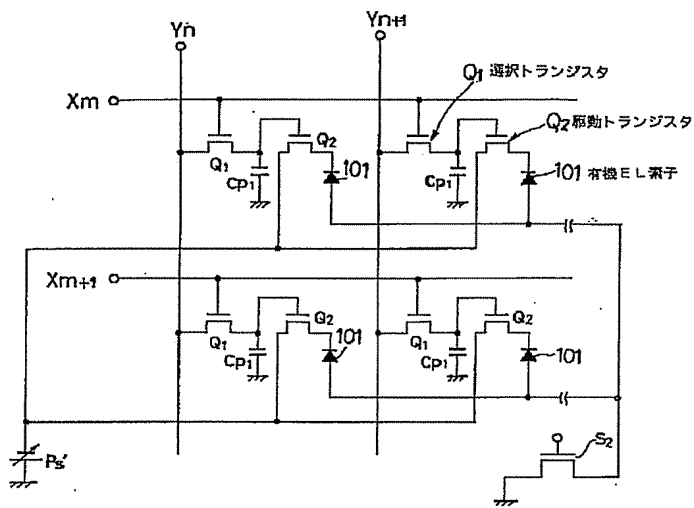 Yn
Yn+1
Xm
Q1 選択トランジスタ
Q2 駆動トランジスタ
Q1
Cp1
Q2
101
Cp1
101 有機EL素子
Xm+1
Q1
Cp1
Q2
101
Q1
Cp1
Q2
101
Ps'
S2